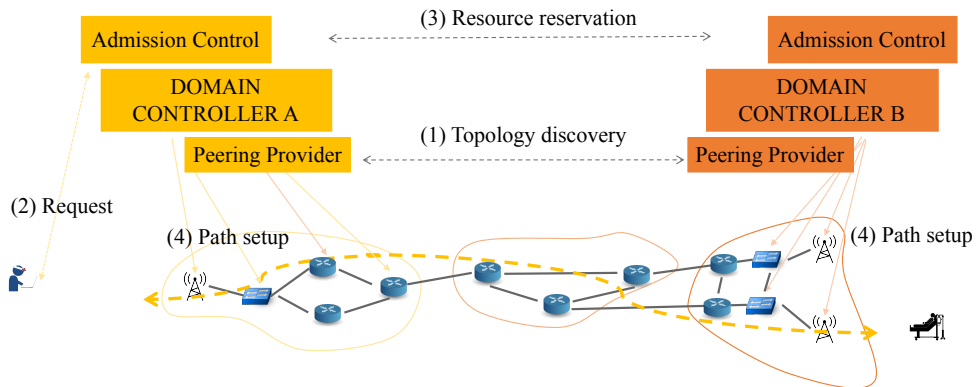 (3) Resource reservation
Admission Control
Admission Control
DOMAIN
CONTROLLER A
DOMAIN
CONTROLLER B
(1) Topology discovery
Peering Provider
Peering Provider
(2) Request
(4) Path setup
(4) Path setup